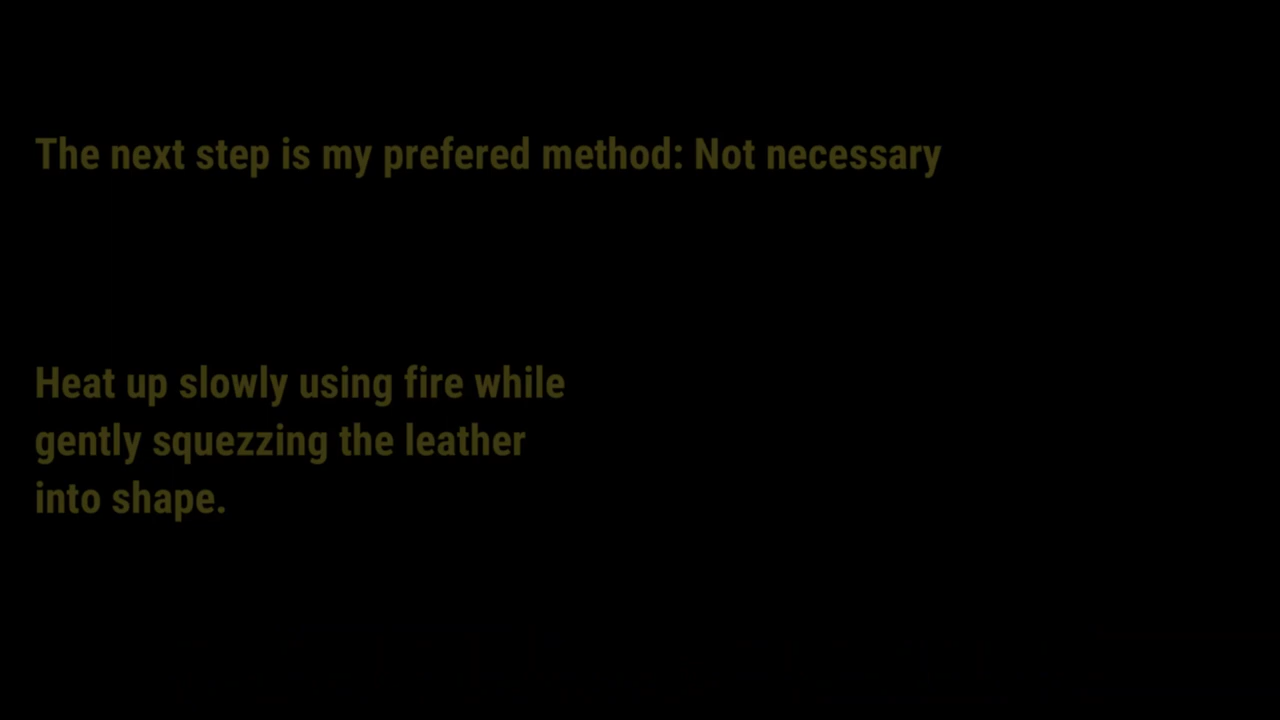 The next step is my prefered method: Not necessary
Heat up slowly using fire while
gently squezzing the leather
into shape.